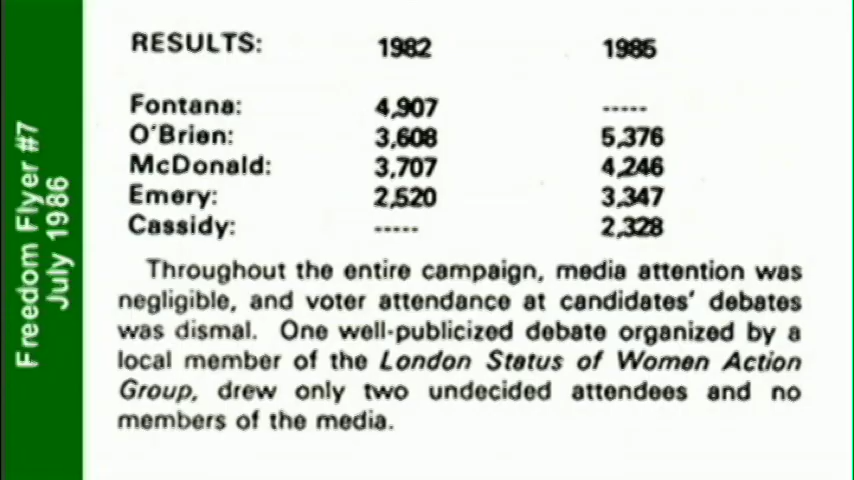 Freedom Flyer #7
July 1986
RESULTS: 1982 1985
Fontana: 4,907 -----
O'Brien: 3,608 5,376
McDonald: 3,707 4,246
Emery: 2,520 3,347
Cassidy: ----- 2,328
Throughout the entire campaign, media attention was
negligible, and voter attendance at candidates' debates
was dismal. One well-publicized debate organized by a
local member of the London Status of Women Action
Group, drew only two undecided attendees and no
members of the media.